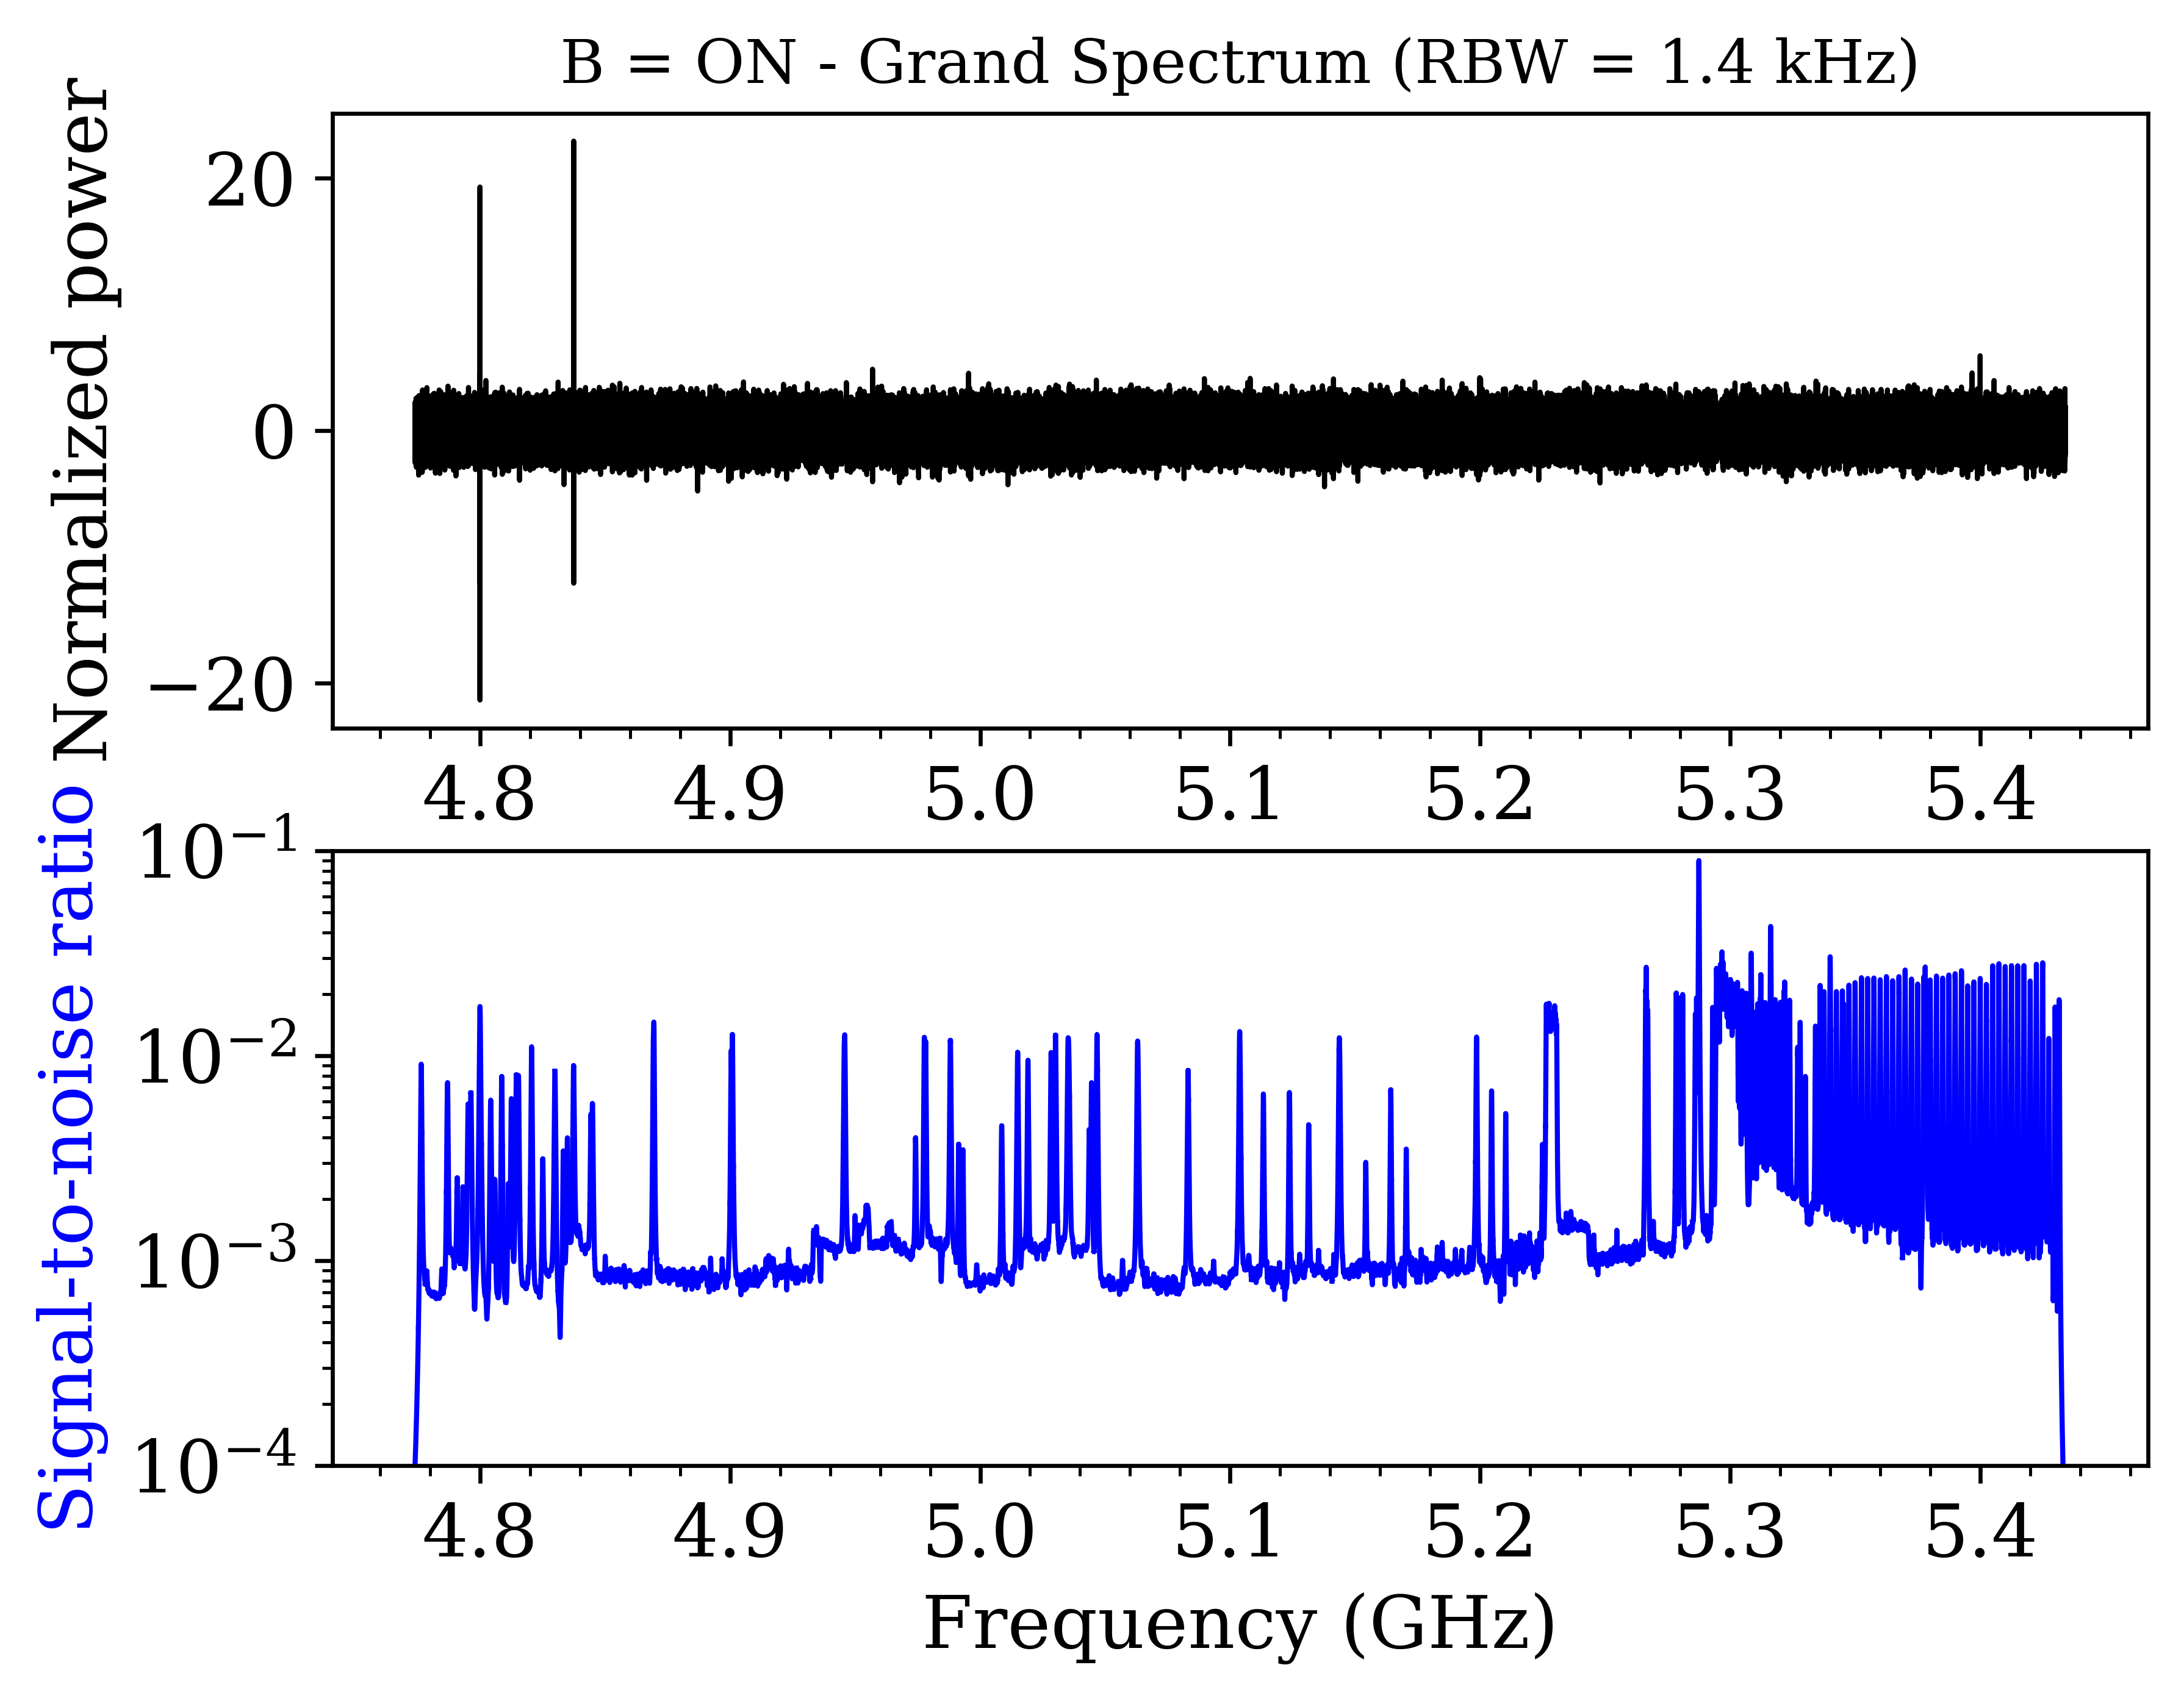 B = ON - Grand Spectrum (RBW = 1.4 kHz)
Normalized power
20
0
−20
4.8 4.9 5.0 5.1 5.2 5.3 5.4
Signal-to-noise ratio
10⁻¹
10⁻²
10⁻³
10⁻⁴
4.8 4.9 5.0 5.1 5.2 5.3 5.4
Frequency (GHz)